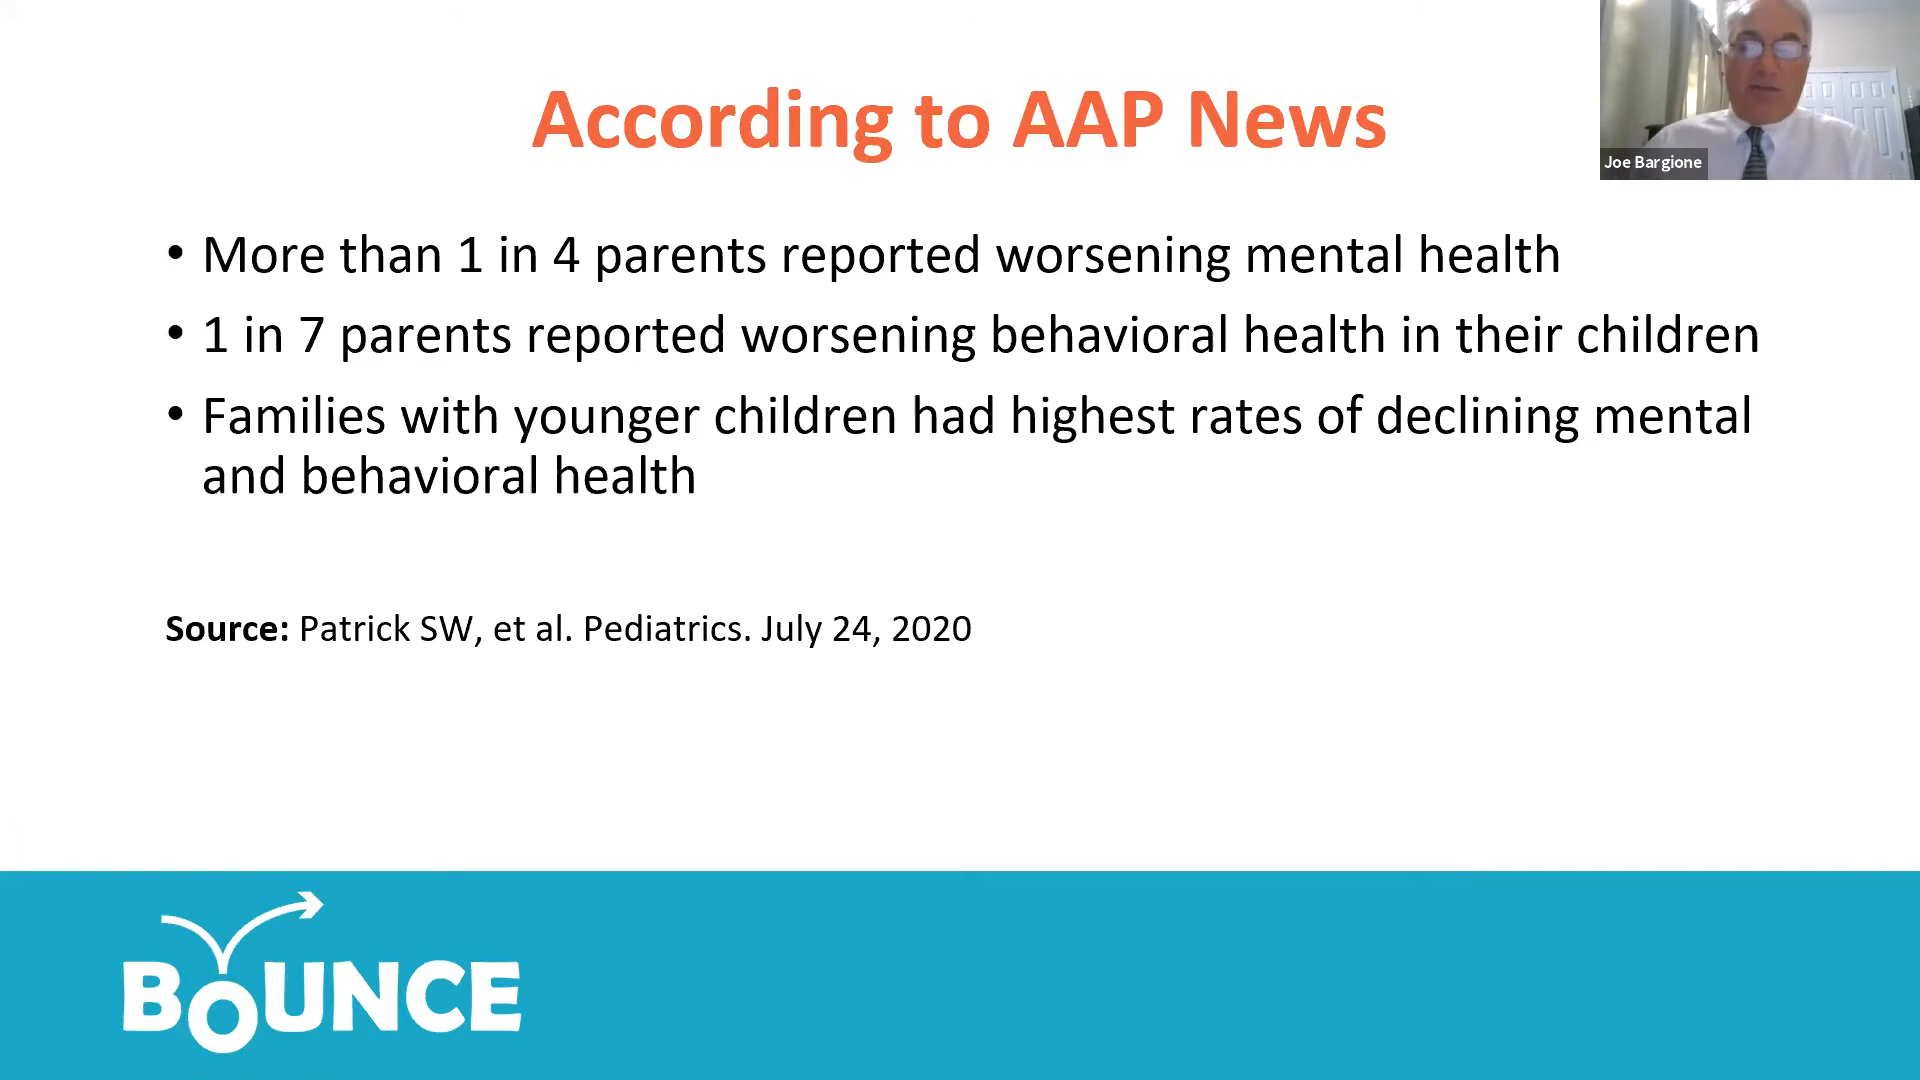 According to AAP News
Joe Bargione
• More than 1 in 4 parents reported worsening mental health
• 1 in 7 parents reported worsening behavioral health in their children
• Families with younger children had highest rates of declining mental
and behavioral health
Source: Patrick SW, et al. Pediatrics. July 24, 2020
BOUNCE